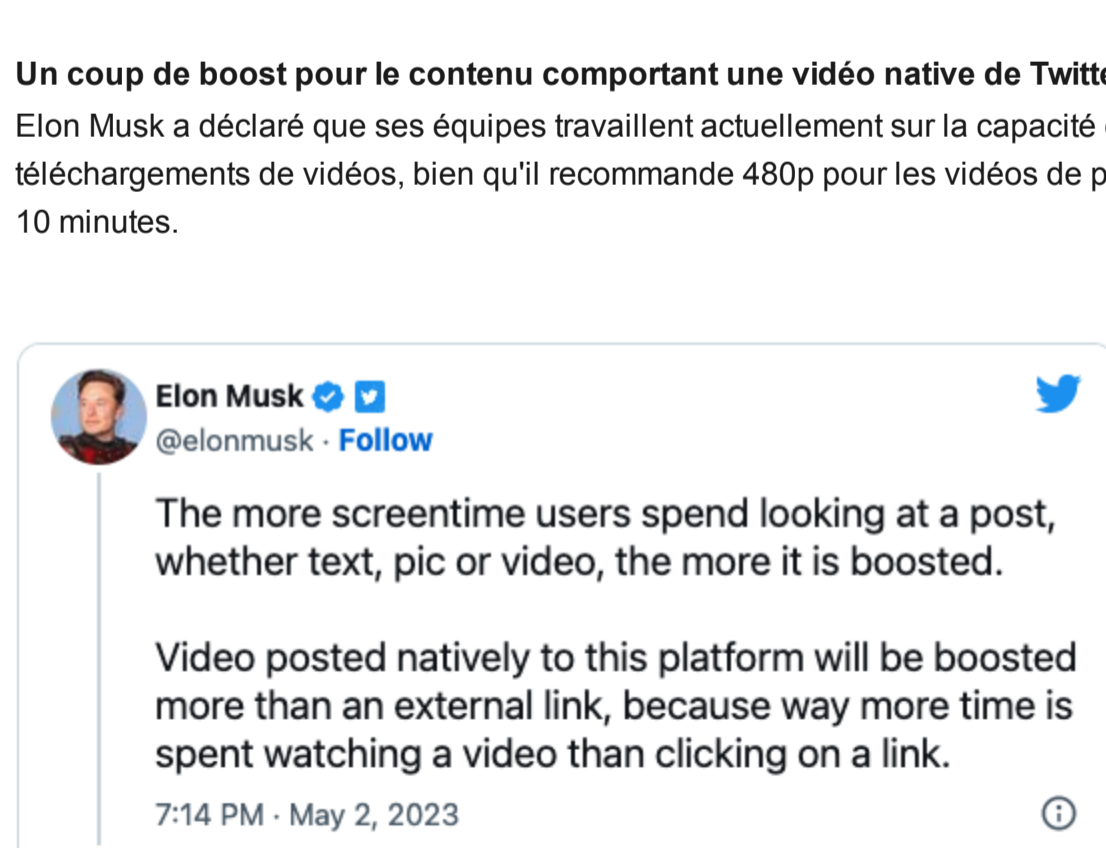 Un coup de boost pour le contenu comportant une vidéo native de
Elon Musk a déclaré que ses équipes travaillent actuellement sur la capacité
téléchargements de vidéos, bien qu'il recommande 480p pour les vidéos de
10 minutes.
Elon Musk
@elonmusk · Follow
The more screentime users spend looking at a post,
whether text, pic or video, the more it is boosted.
Video posted natively to this platform will be boosted
more than an external link, because way more time is
spent watching a video than clicking on a link.
7:14 PM · May 2, 2023